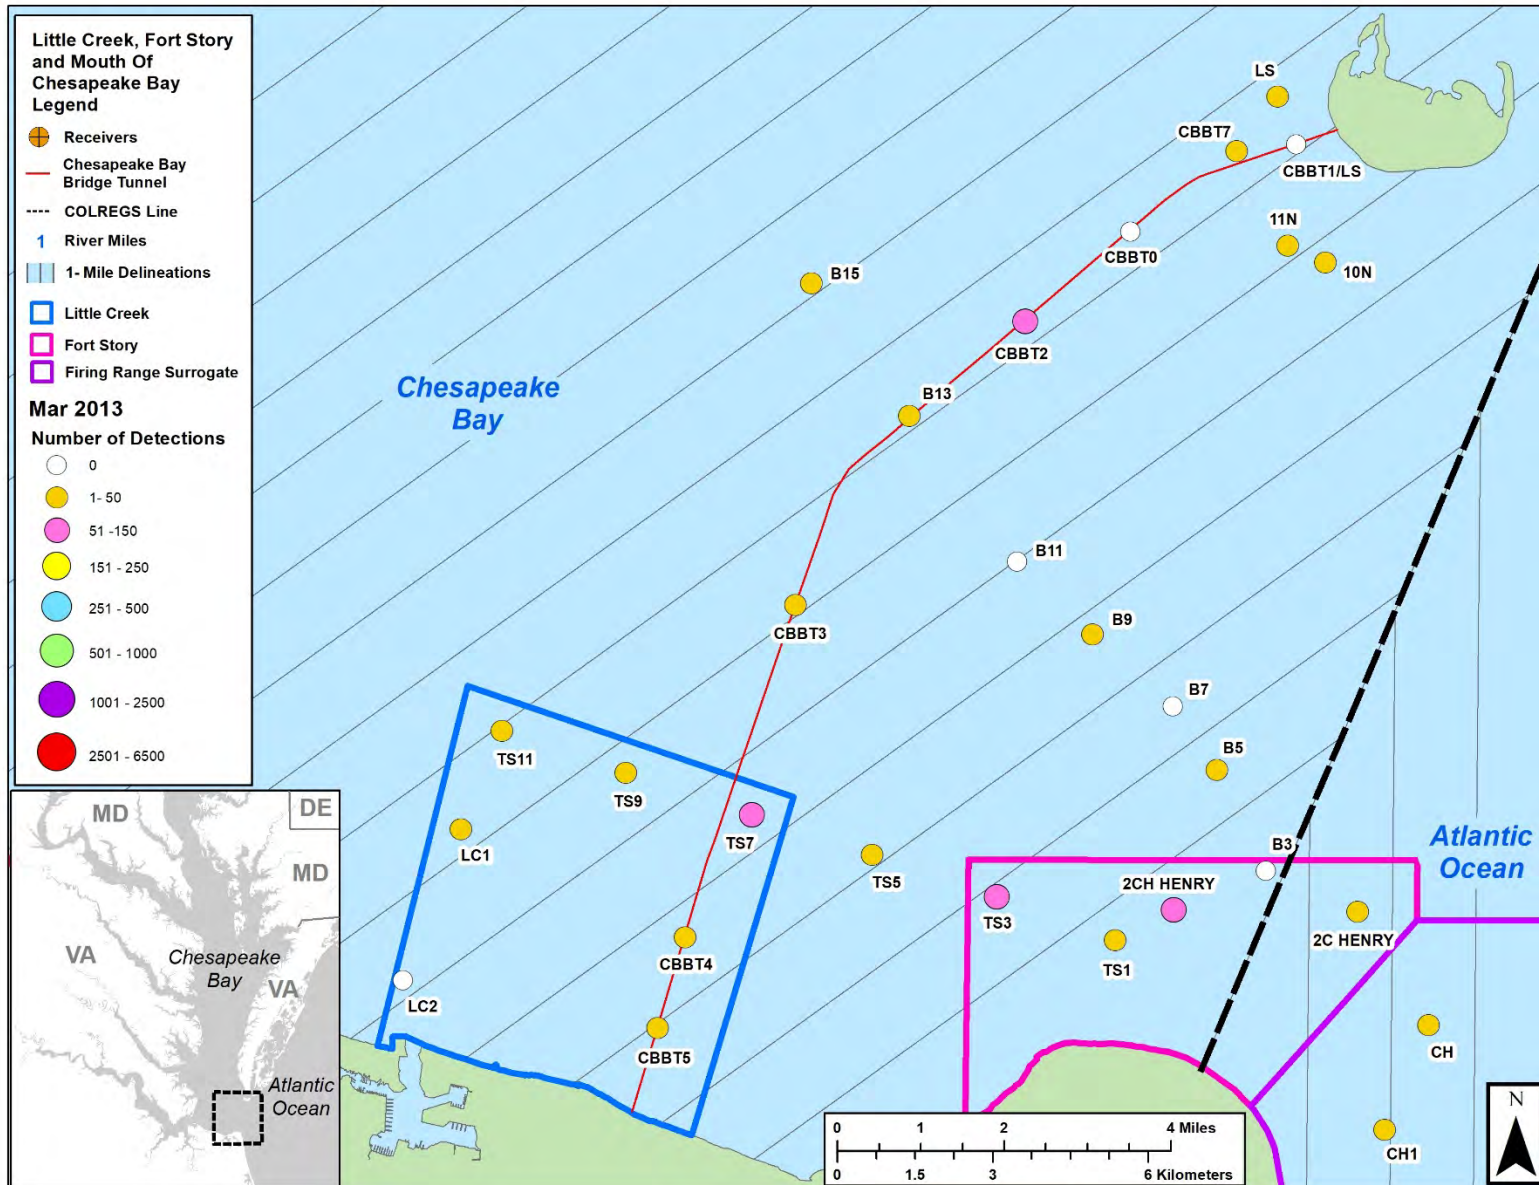 Little Creek, Fort Story
and Mouth Of
Chesapeake Bay
Legend
Receivers
Chesapeake Bay
Bridge Tunnel
COLREGS Line
1 River Miles
1- Mile Delineations
Little Creek
Fort Story
Firing Range Surrogate
Mar 2013
Number of Detections
0
1- 50
51 -150
151 - 250
251 - 500
501 - 1000
1001 - 2500
2501 - 6500
MD
DE
MD
VA
Chesapeake
Bay
VA
Atlantic
Ocean
LS
CBBT7
CBBT1/LS
11N
CBBT0
10N
B15
CBBT2
Chesapeake
Bay
B13
B11
CBBT3
B9
B7
B5
TS11
TS9
TS7
LC1
TS5
B3
Atlantic
Ocean
2CH HENRY
TS3
TS1
2C HENRY
CBBT4
LC2
CBBT5
CH
CH1
0 1 2 4 Miles
0 1.5 3 6 Kilometers
N